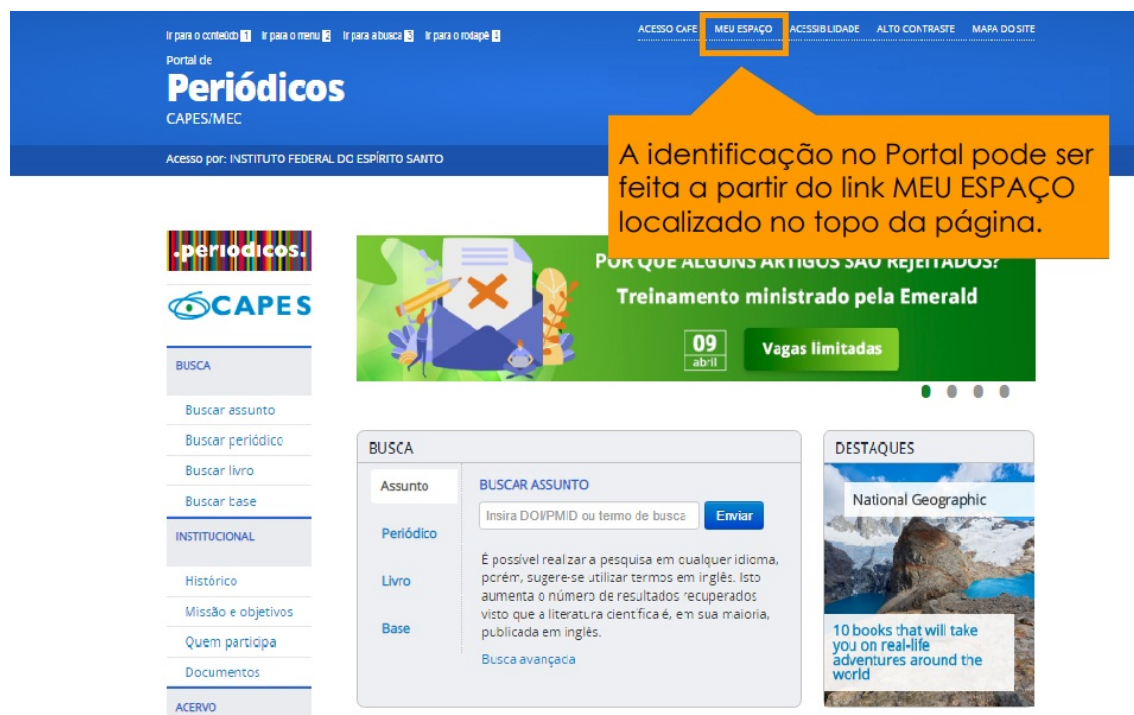 Ir para o conteúdo 1 Ir para o menu 2 Ir para a busca 3 Ir para o rodapé 4
ACESSO CAFE MEU ESPAÇO ACESSIBLIDADE ALTO CONTRASTE MAPA DO SITE
Portal de
Periódicos
CAPES/MEC
Acesso por: INSTITUTO FEDERAL DO ESPÍRITO SANTO
A identificação no Portal pode ser
feita a partir do link MEU ESPAÇO
localizado no topo da página.
.periodicos.
CAPES
POR QUE ALGUNS ARTIGOS SÃO REJEITADOS?
Treinamento ministrado pela Emerald
09
abril
Vagas limitadas
BUSCA
Buscar assunto
Buscar periódico
Buscar livro
Buscar base
INSTITUCIONAL
Histórico
Missão e objetivos
Quem participa
Documentos
ACERVO
BUSCA
Assunto
Periódico
Livro
Base
BUSCAR ASSUNTO
Insira DOI/PMID ou termo de busca Enviar
É possível realizar a pesquisa em qualquer idioma,
porém, sugere-se utilizar termos em inglês. Isto
aumenta o número de resultados recuperados
visto que a literatura científica é, em sua maioria,
publicada em inglês.
Busca avançada
DESTAQUES
National Geographic
10 books that will take
you on real-life
adventures around the
world